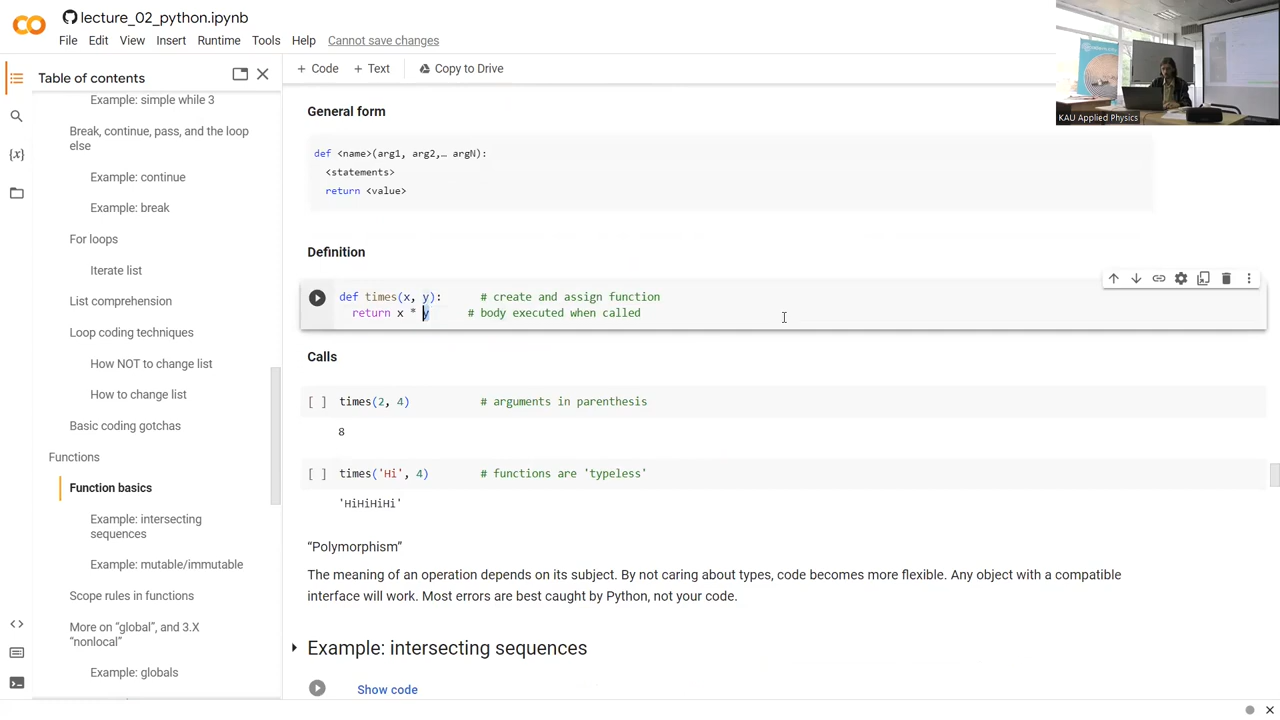 lecture_02_python.ipynb
File Edit View Insert Runtime Tools Help Cannot save changes
+ Code + Text Copy to Drive
Table of contents
Example: simple while 3
Break, continue, pass, and the loop
else
Example: continue
Example: break
For loops
Iterate list
List comprehension
Loop coding techniques
How NOT to change list
How to change list
Basic coding gotchas
Functions
Function basics
Example: intersecting
sequences
Example: mutable/immutable
Scope rules in functions
More on “global”, and 3.X
“nonlocal”
Example: globals
General form
def <name>(arg1, arg2,… argN):
<statements>
return <value>
Definition
def times(x, y): # create and assign function
return x * y # body executed when called
Calls
[ ] times(2, 4) # arguments in parenthesis
8
[ ] times('Hi', 4) # functions are 'typeless'
'HiHiHiHi'
“Polymorphism”
The meaning of an operation depends on its subject. By not caring about types, code becomes more flexible. Any object with a compatible
interface will work. Most errors are best caught by Python, not your code.
Example: intersecting sequences
Show code
KAU Applied Physics